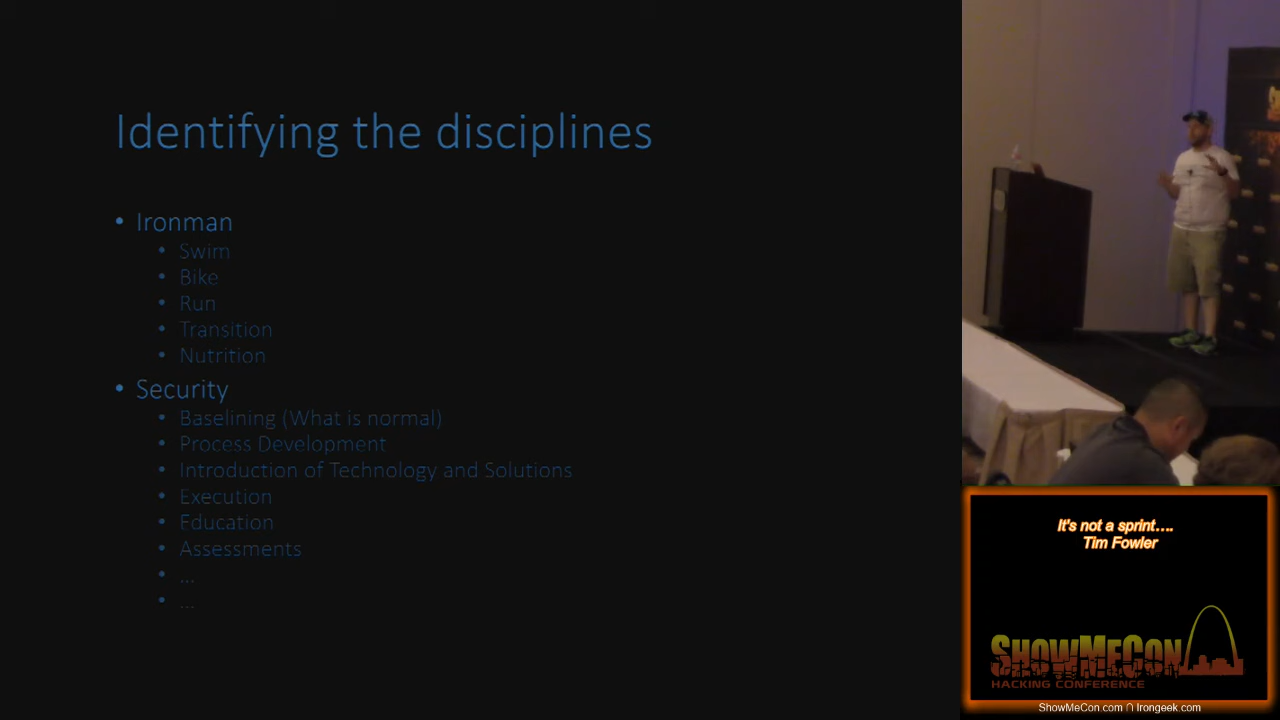 Identifying the disciplines
• Ironman
• Swim
• Bike
• Run
• Transition
• Nutrition
• Security
• Baselining (What is normal)
• Process Development
• Introduction of Technology and Solutions
• Execution
• Education
• Assessments
• ...
• ...
It's not a sprint....
Tim Fowler
ShowMeCon
HACKING CONFERENCE
ShowMeCon.com ∩ Irongeek.com